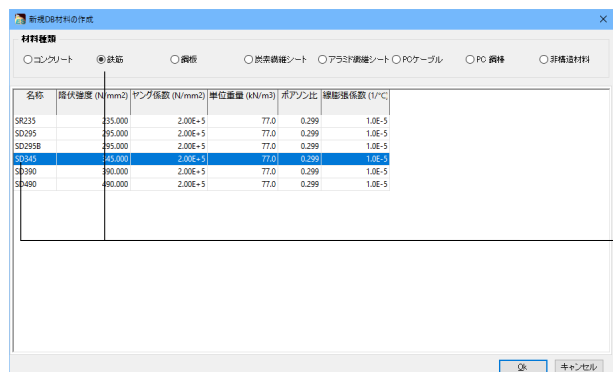 新規DB材料の作成
材料種類
コンクリート 鉄筋 鋼板 炭素繊維シート アラミド繊維シート PCケーブル PC 鋼棒 非構造材料
名称 降伏強度 (N/mm2) ヤング係数 (N/mm2) 単位重量 (kN/m3) ポアソン比 線膨張係数 (1/℃)
SR235 235.000 2.00E+5 77.0 0.299 1.0E-5
SD295 295.000 2.00E+5 77.0 0.299 1.0E-5
SD295B 295.000 2.00E+5 77.0 0.299 1.0E-5
SD345 345.000 2.00E+5 77.0 0.299 1.0E-5
SD390 390.000 2.00E+5 77.0 0.299 1.0E-5
SD490 490.000 2.00E+5 77.0 0.299 1.0E-5
Ok キャンセル